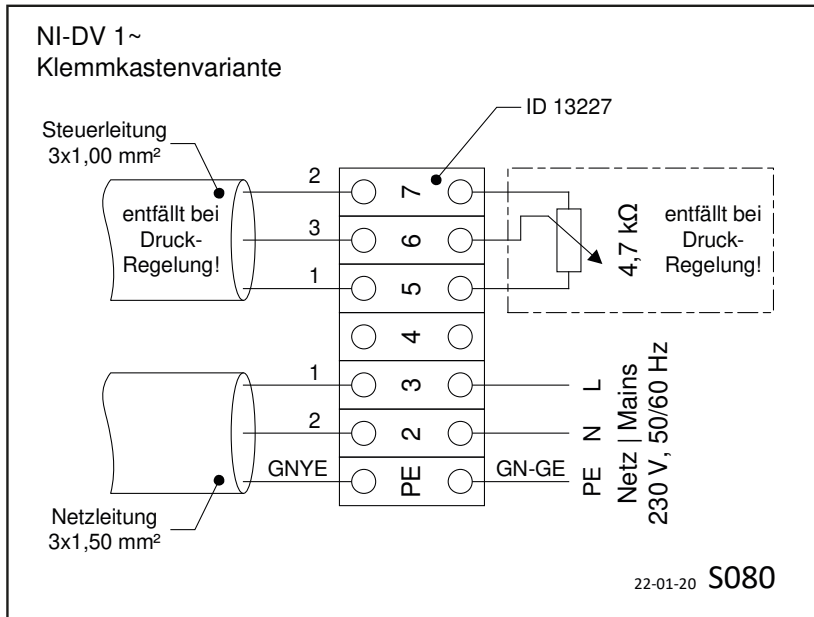 NI-DV 1~
Klemmkastenvariante
ID 13227
Steuerleitung
3x1,00 mm²
entfällt bei
Druck-
Regelung!
2
3
1
7
6
5
4
3
2
PE
4,7 kΩ
entfällt bei
Druck-
Regelung!
1
2
GNYE
GN-GE
L
N
PE
Netz | Mains
230 V, 50/60 Hz
Netzleitung
3x1,50 mm²
22-01-20 S080